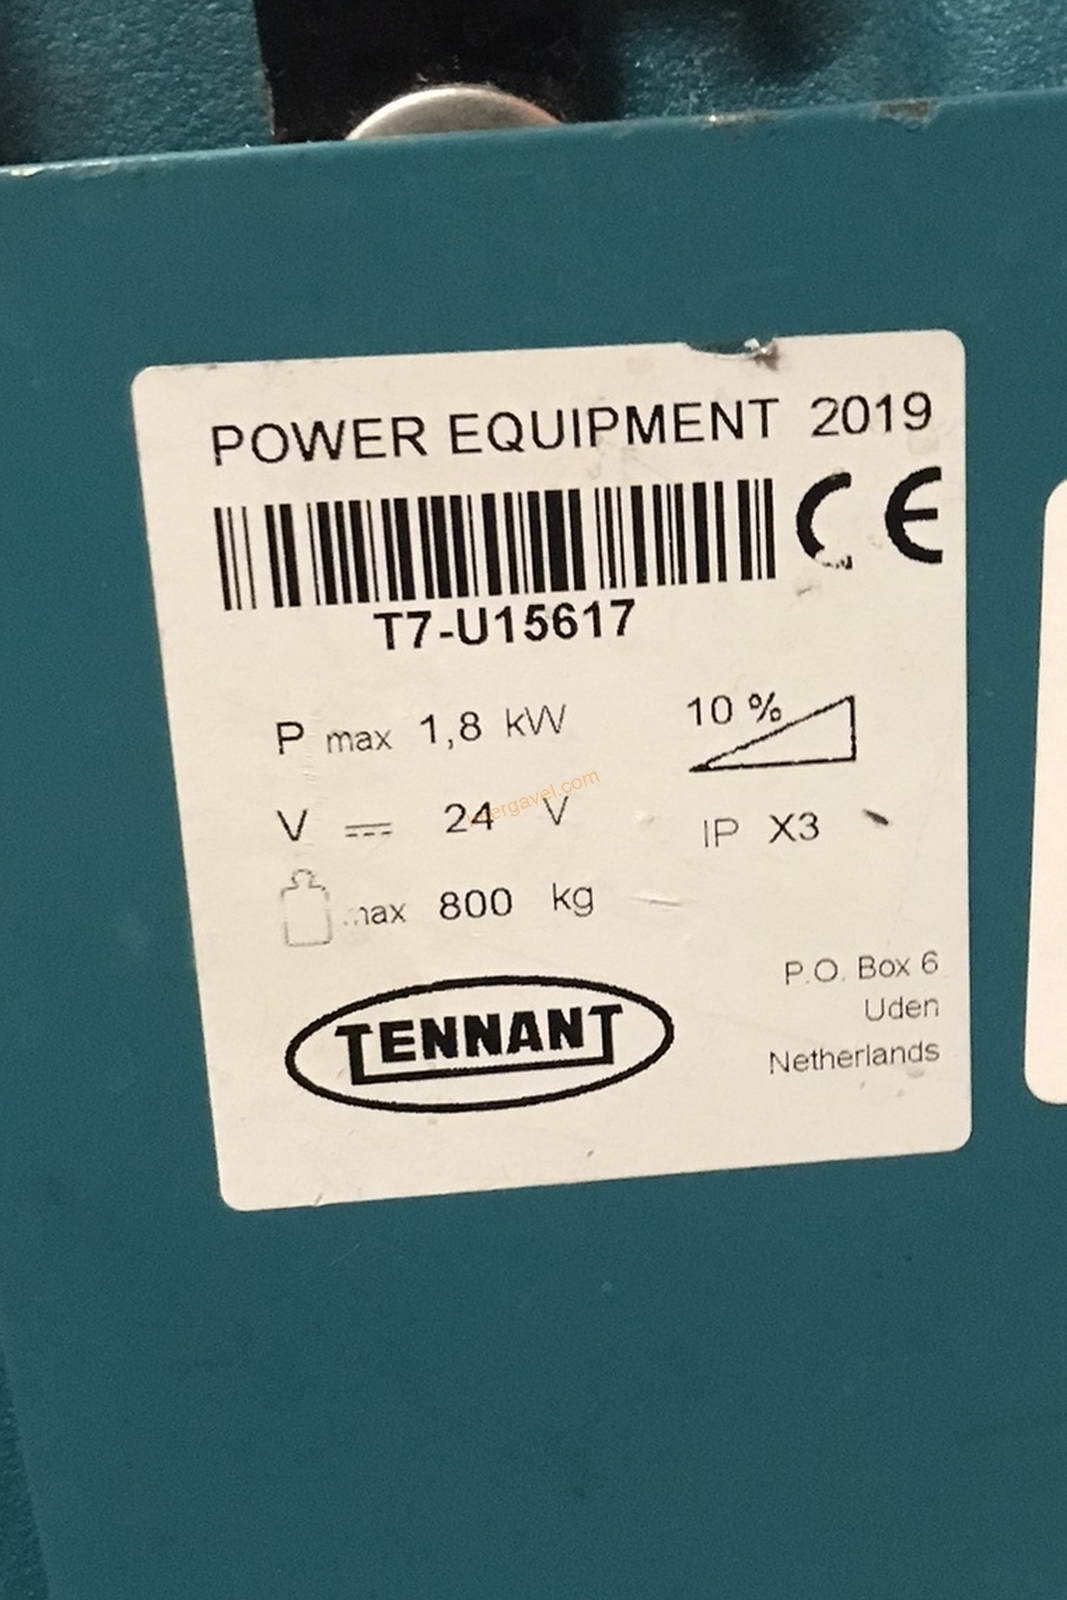 POWER EQUIPMENT 2019
CE
T7-U15617
P max 1,8 kW
10 %
V 24 V
IP X3
max 800 kg
TENNANT
P.O. Box 6
Uden
Netherlands